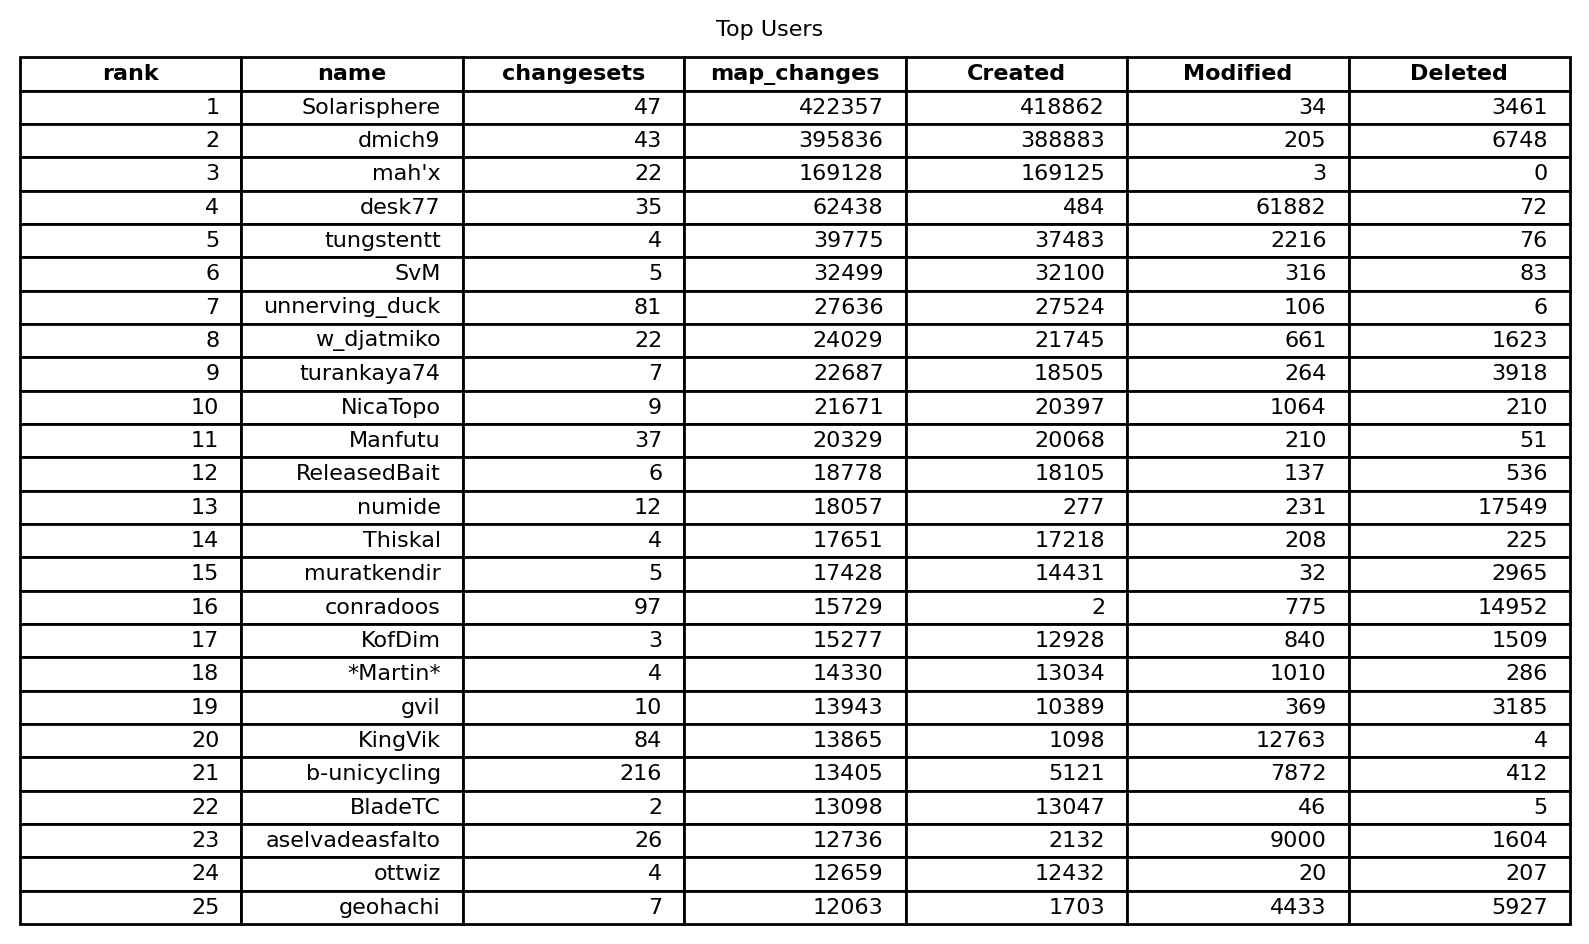 Top Users
rank name changesets map_changes Created Modified Deleted
1 Solarisphere 47 422357 418862 34 3461
2 dmich9 43 395836 388883 205 6748
3 mah'x 22 169128 169125 3 0
4 desk77 35 62438 484 61882 72
5 tungstentt 4 39775 37483 2216 76
6 SvM 5 32499 32100 316 83
7 unnerving_duck 81 27636 27524 106 6
8 w_djatmiko 22 24029 21745 661 1623
9 turankaya74 7 22687 18505 264 3918
10 NicaTopo 9 21671 20397 1064 210
11 Manfutu 37 20329 20068 210 51
12 ReleasedBait 6 18778 18105 137 536
13 numide 12 18057 277 231 17549
14 Thiskal 4 17651 17218 208 225
15 muratkendir 5 17428 14431 32 2965
16 conradoos 97 15729 2 775 14952
17 KofDim 3 15277 12928 840 1509
18 *Martin* 4 14330 13034 1010 286
19 gvil 10 13943 10389 369 3185
20 KingVik 84 13865 1098 12763 4
21 b-unicycling 216 13405 5121 7872 412
22 BladeTC 2 13098 13047 46 5
23 aselvadeasfalto 26 12736 2132 9000 1604
24 ottwiz 4 12659 12432 20 207
25 geohachi 7 12063 1703 4433 5927